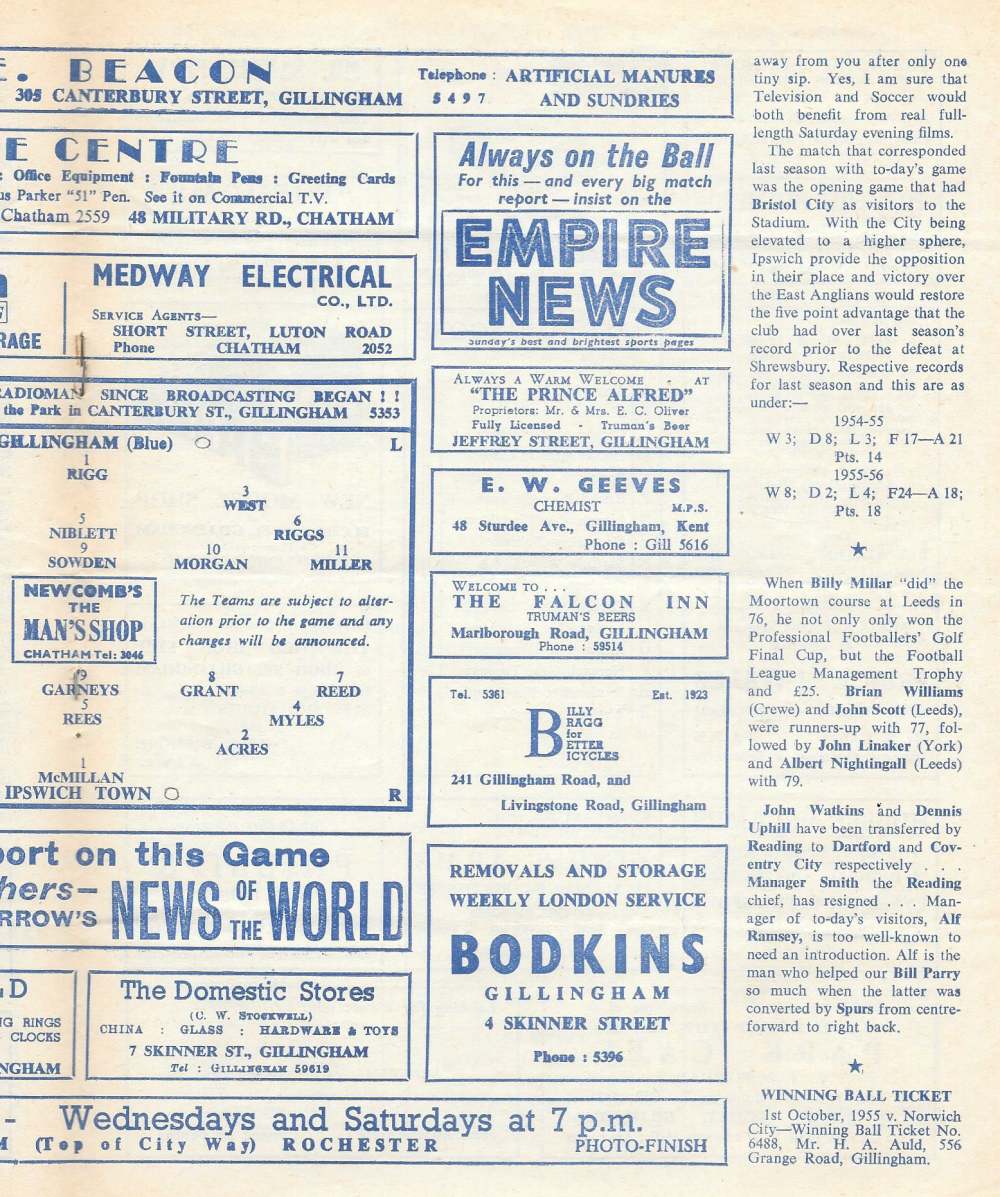 E. BEACON
305 CANTERBURY STREET, GILLINGHAM
Telephone : ARTIFICIAL MANURES
5497 AND SUNDRIES
E CENTRE
: Office Equipment : Fountain Pens : Greeting Cards
us Parker "51" Pen. See it on Commercial T.V.
Chatham 2559 48 MILITARY RD., CHATHAM
RAGE
MEDWAY ELECTRICAL
CO., LTD.
SERVICE AGENTS—
SHORT STREET, LUTON ROAD
Phone CHATHAM 2052
RADIOMAN SINCE BROADCASTING BEGAN ! !
the Park in CANTERBURY ST., GILLINGHAM 5353
GILLINGHAM (Blue) L
1
RIGG
3
WEST
5
NIBLETT
6
RIGGS
9
SOWDEN
10
MORGAN
11
MILLER
NEWCOMB'S
THE
MAN'S SHOP
CHATHAM Tel: 3046
The Teams are subject to alter-
ation prior to the game and any
changes will be announced.
9
GARNEYS
8
GRANT
7
REED
5
REES
4
MYLES
2
ACRES
1
McMILLAN
IPSWICH TOWN R
port on this Game
hers—
RROW'S NEWS OF THE WORLD
LD
NG RINGS
CLOCKS
NGHAM
The Domestic Stores
(C. W. STOCKWELL)
CHINA : GLASS : HARDWARE & TOYS
7 SKINNER ST., GILLINGHAM
Tel : GILLINGHAM 59619
- Wednesdays and Saturdays at 7 p.m.
M (Top of City Way) ROCHESTER PHOTO-FINISH
Always on the Ball
For this — and every big match
report — insist on the
EMPIRE
NEWS
Sunday's best and brightest sports pages
ALWAYS A WARM WELCOME - AT
"THE PRINCE ALFRED"
Proprietors: Mr. & Mrs. E. C. Oliver
Fully Licensed - Truman's Beer
JEFFREY STREET, GILLINGHAM
E. W. GEEVES
CHEMIST M.P.S.
48 Sturdee Ave., Gillingham, Kent
Phone : Gill 5616
WELCOME TO . . .
THE FALCON INN
TRUMAN'S BEERS
Marlborough Road, GILLINGHAM
Phone : 59514
Tel. 5361 Est. 1923
BILLY
RAGG
for
ETTER
ICYCLES
241 Gillingham Road, and
Livingstone Road, Gillingham
REMOVALS AND STORAGE
WEEKLY LONDON SERVICE
BODKINS
GILLINGHAM
4 SKINNER STREET
Phone : 5396
away from you after only one
tiny sip. Yes, I am sure that
Television and Soccer would
both benefit from real full-
length Saturday evening films.
The match that corresponded
last season with to-day's game
was the opening game that had
Bristol City as visitors to the
Stadium. With the City being
elevated to a higher sphere,
Ipswich provide the opposition
in their place and victory over
the East Anglians would restore
the five point advantage that the
club had over last season's
record prior to the defeat at
Shrewsbury. Respective records
for last season and this are as
under:—
1954-55
W 3; D 8; L 3; F 17—A 21
Pts. 14
1955-56
W 8; D 2; L 4; F24—A 18;
Pts. 18
When Billy Millar "did" the
Moortown course at Leeds in
76, he not only only won the
Professional Footballers' Golf
Final Cup, but the Football
League Management Trophy
and £25. Brian Williams
(Crewe) and John Scott (Leeds),
were runners-up with 77, fol-
lowed by John Linaker (York)
and Albert Nightingall (Leeds)
with 79.
John Watkins and Dennis
Uphill have been transferred by
Reading to Dartford and Cov-
entry City respectively . . .
Manager Smith the Reading
chief, has resigned . . . Man-
ager of to-day's visitors, Alf
Ramsey, is too well-known to
need an introduction. Alf is the
man who helped our Bill Parry
so much when the latter was
converted by Spurs from centre-
forward to right back.
WINNING BALL TICKET
1st October, 1955 v. Norwich
City—Winning Ball Ticket No.
6488, Mr. H. A. Auld, 556
Grange Road, Gillingham.